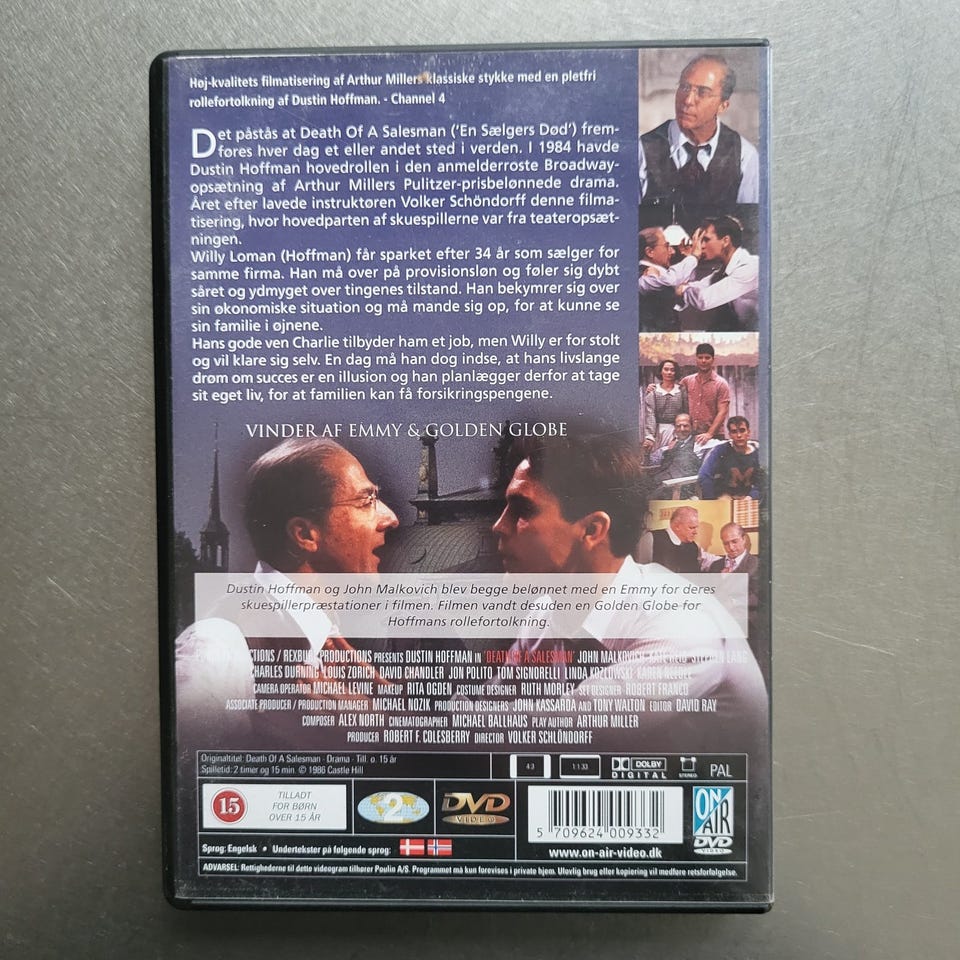 Høj-kvalitets filmatisering af Arthur Millers klassiske stykke med en pletfri
rollefortolkning af Dustin Hoffman. - Channel 4
Det påstås at Death Of A Salesman ('En Sælgers Død') frem-
føres hver dag et eller andet sted i verden. I 1984 havde
Dustin Hoffman hovedrollen i den anmelderroste Broadway-
opsætning af Arthur Millers Pulitzer-prisbelønnede drama.
Året efter lavede instruktøren Volker Schöndorff denne filma-
tisering, hvor hovedparten af skuespillerne var fra teateropsæt-
ningen.
Willy Loman (Hoffman) får sparket efter 34 år som sælger for
samme firma. Han må over på provisionsløn og føler sig dybt
såret og ydmyget over tingenes tilstand. Han bekymrer sig over
sin økonomiske situation og må mande sig op, for at kunne se
sin familie i øjnene.
Hans gode ven Charlie tilbyder ham et job, men Willy er for stolt
og vil klare sig selv. En dag må han dog indse, at hans livslange
drøm om succes er en illusion og han planlægger derfor at tage
sit eget liv, for at familien kan få forsikringspengene.
VINDER AF EMMY & GOLDEN GLOBE
M
Dustin Hoffman og John Malkovich blev begge belønnet med en Emmy for deres
skuespillerpræstationer i filmen. Filmen vandt desuden en Golden Globe for
Hoffmans rollefortolkning.
PRODUCTIONS PRESENTS DUSTIN HOFFMAN IN 'DEATH OF A SALESMAN' JOHN MALKOVICH KATE REID STEPHEN LANG
CHARLES DURNING LOUIS ZORICH DAVID CHANDLER JON POLITO TOM SIGNORELLI LINDA KOZLOWSKI KAREN NEEDLE
CAMERA OPERATOR MICHAEL LEVINE MAKEUP RITA OGDEN COSTUME DESIGNER RUTH MORLEY SET DESIGNER ROBERT FRANCO
ASSOCIATE PRODUCER / PRODUCTION MANAGER MICHAEL NOZIK PRODUCTION DESIGNERS JOHN KASSARDA AND TONY WALTON EDITOR DAVID RAY
COMPOSER ALEX NORTH CINEMATOGRAPHER MICHAEL BALLHAUS PLAY AUTHOR ARTHUR MILLER
PRODUCER ROBERT F. COLESBERRY DIRECTOR VOLKER SCHLÖNDORFF
Originaltitel: Death Of A Salesman - Drama - Till. o. 15 år
Spilletid: 2 timer og 15 min. © 1986 Castle Hill
4:3
1:1.33
DOLBY
DIGITAL
STEREO
PAL
15
TILLADT
FOR BØRN
OVER 15 ÅR
2
DVD
VIDEO
5 709624 009332
ON
AIR
DVD
VIDEO
Sprog: Engelsk • Undertekster på følgende sprog:
www.on-air-video.dk
ADVARSEL: Rettighederne til dette videogram tilhører Poulin A/S. Programmet må kun forevises i private hjem. Ulovlig brug eller kopiering vil medføre retsforfølgelse.